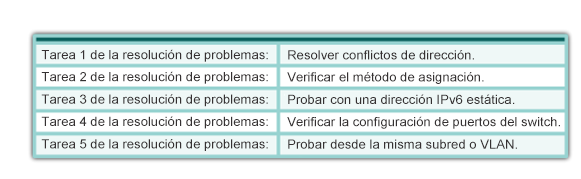 Tarea 1 de la resolución de problemas: Resolver conflictos de dirección.
Tarea 2 de la resolución de problemas: Verificar el método de asignación.
Tarea 3 de la resolución de problemas: Probar con una dirección IPv6 estática.
Tarea 4 de la resolución de problemas: Verificar la configuración de puertos del switch.
Tarea 5 de la resolución de problemas: Probar desde la misma subred o VLAN.